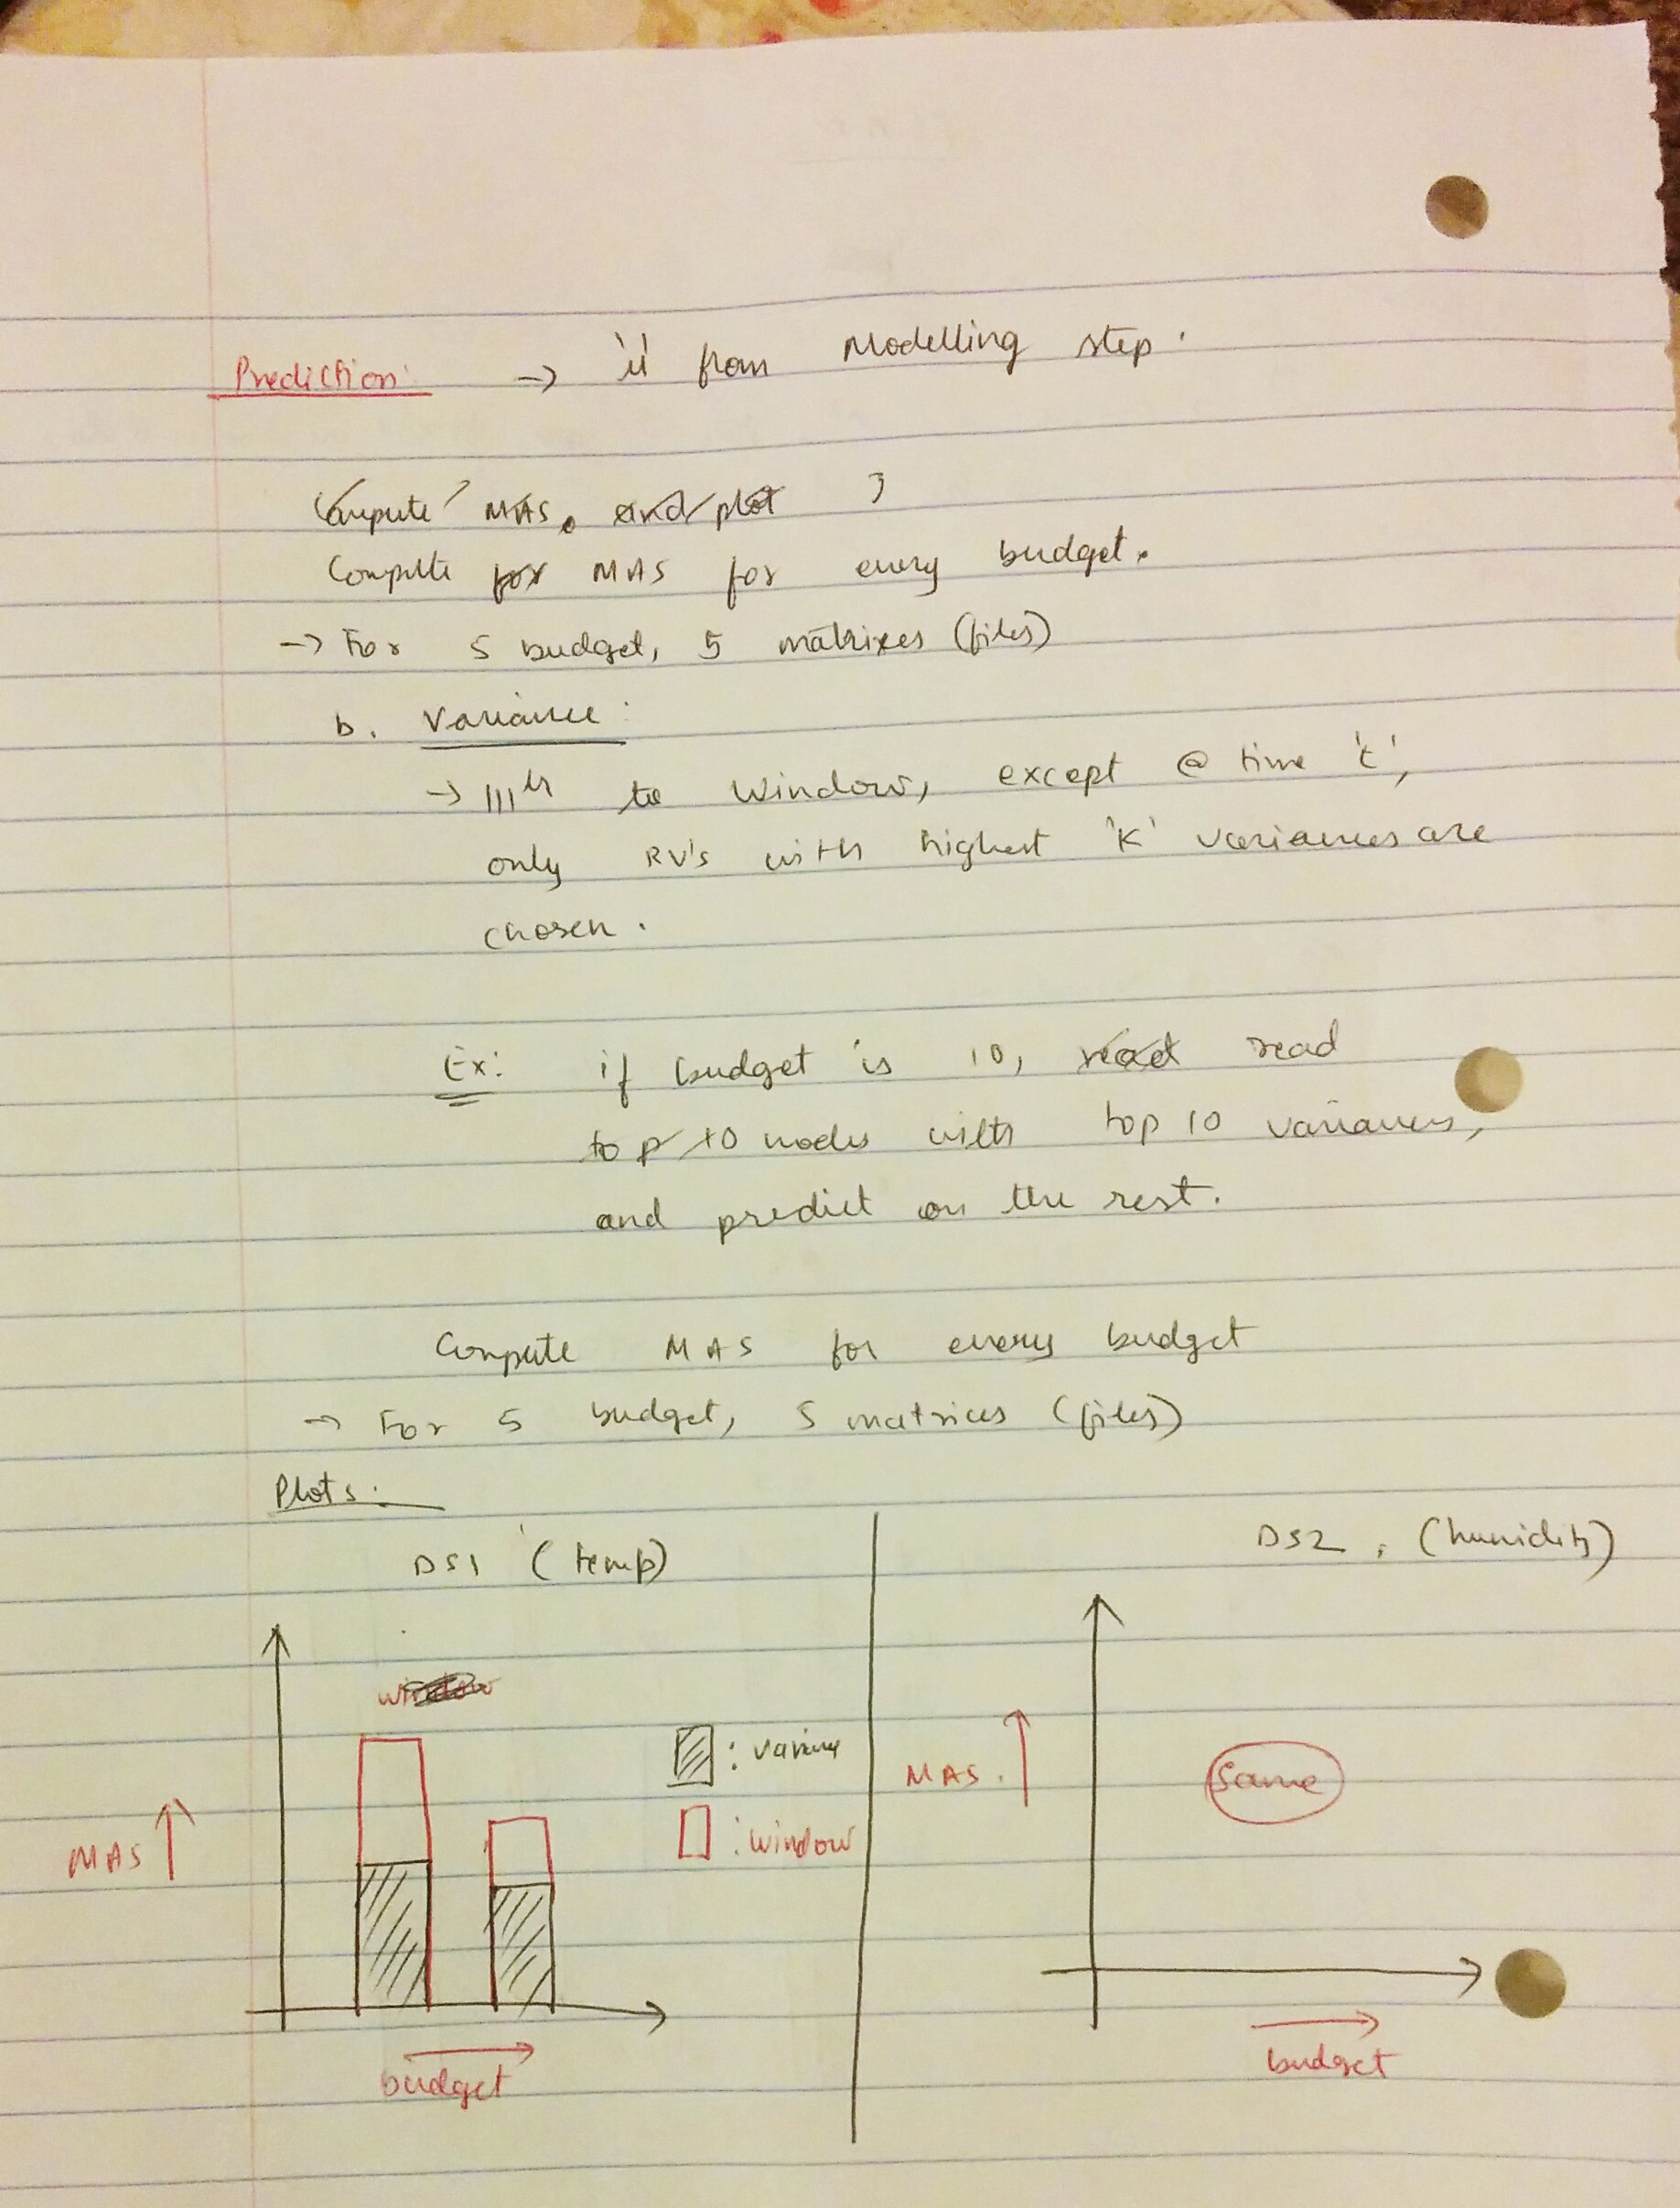 Prediction: → 'u' from Modelling step.
Compute MAS. and plot
Compute for MAS for every budget.
→ For 5 budget, 5 matrixes (files)
b. Variance:
→ |||ly to Window, except @ time 't',
only RV's with highest 'K' variances are
chosen.
Ex: if budget is 10, read read
top 10 nodes with top 10 variances,
and predict on the rest.
Compute MAS for every budget
→ For 5 budget, 5 matrices (files)
Plots:
DS1 (temp)
DS2 . (humidity)
window
: variance
: window
MAS
budget
MAS.
Same
budget